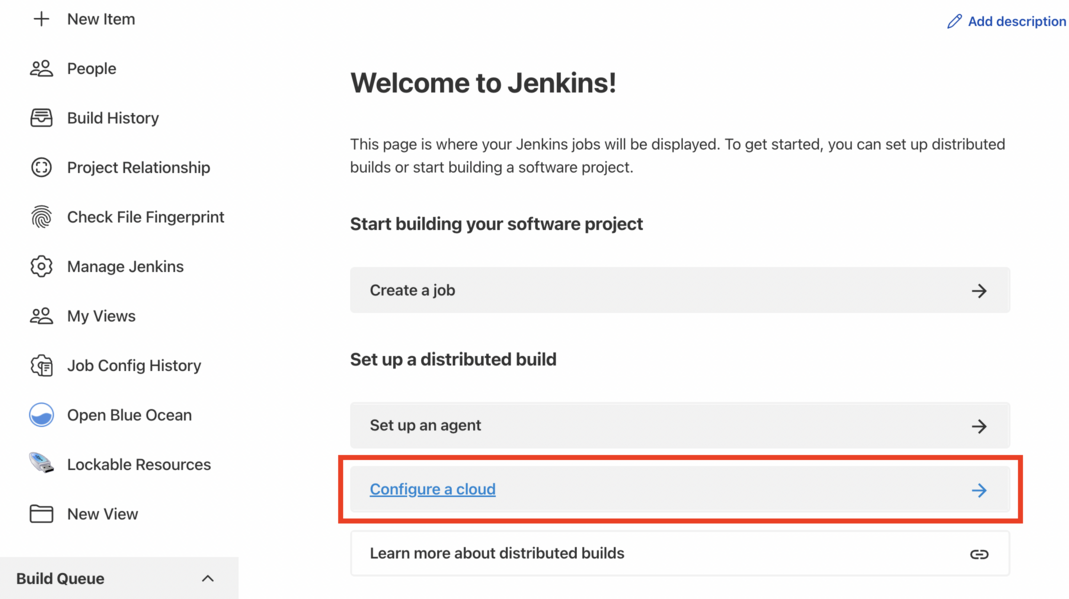 New Item
People
Build History
Project Relationship
Check File Fingerprint
Manage Jenkins
My Views
Job Config History
Open Blue Ocean
Lockable Resources
New View
Build Queue
Add description
Welcome to Jenkins!
This page is where your Jenkins jobs will be displayed. To get started, you can set up distributed
builds or start building a software project.
Start building your software project
Create a job
Set up a distributed build
Set up an agent
Configure a cloud
Learn more about distributed builds